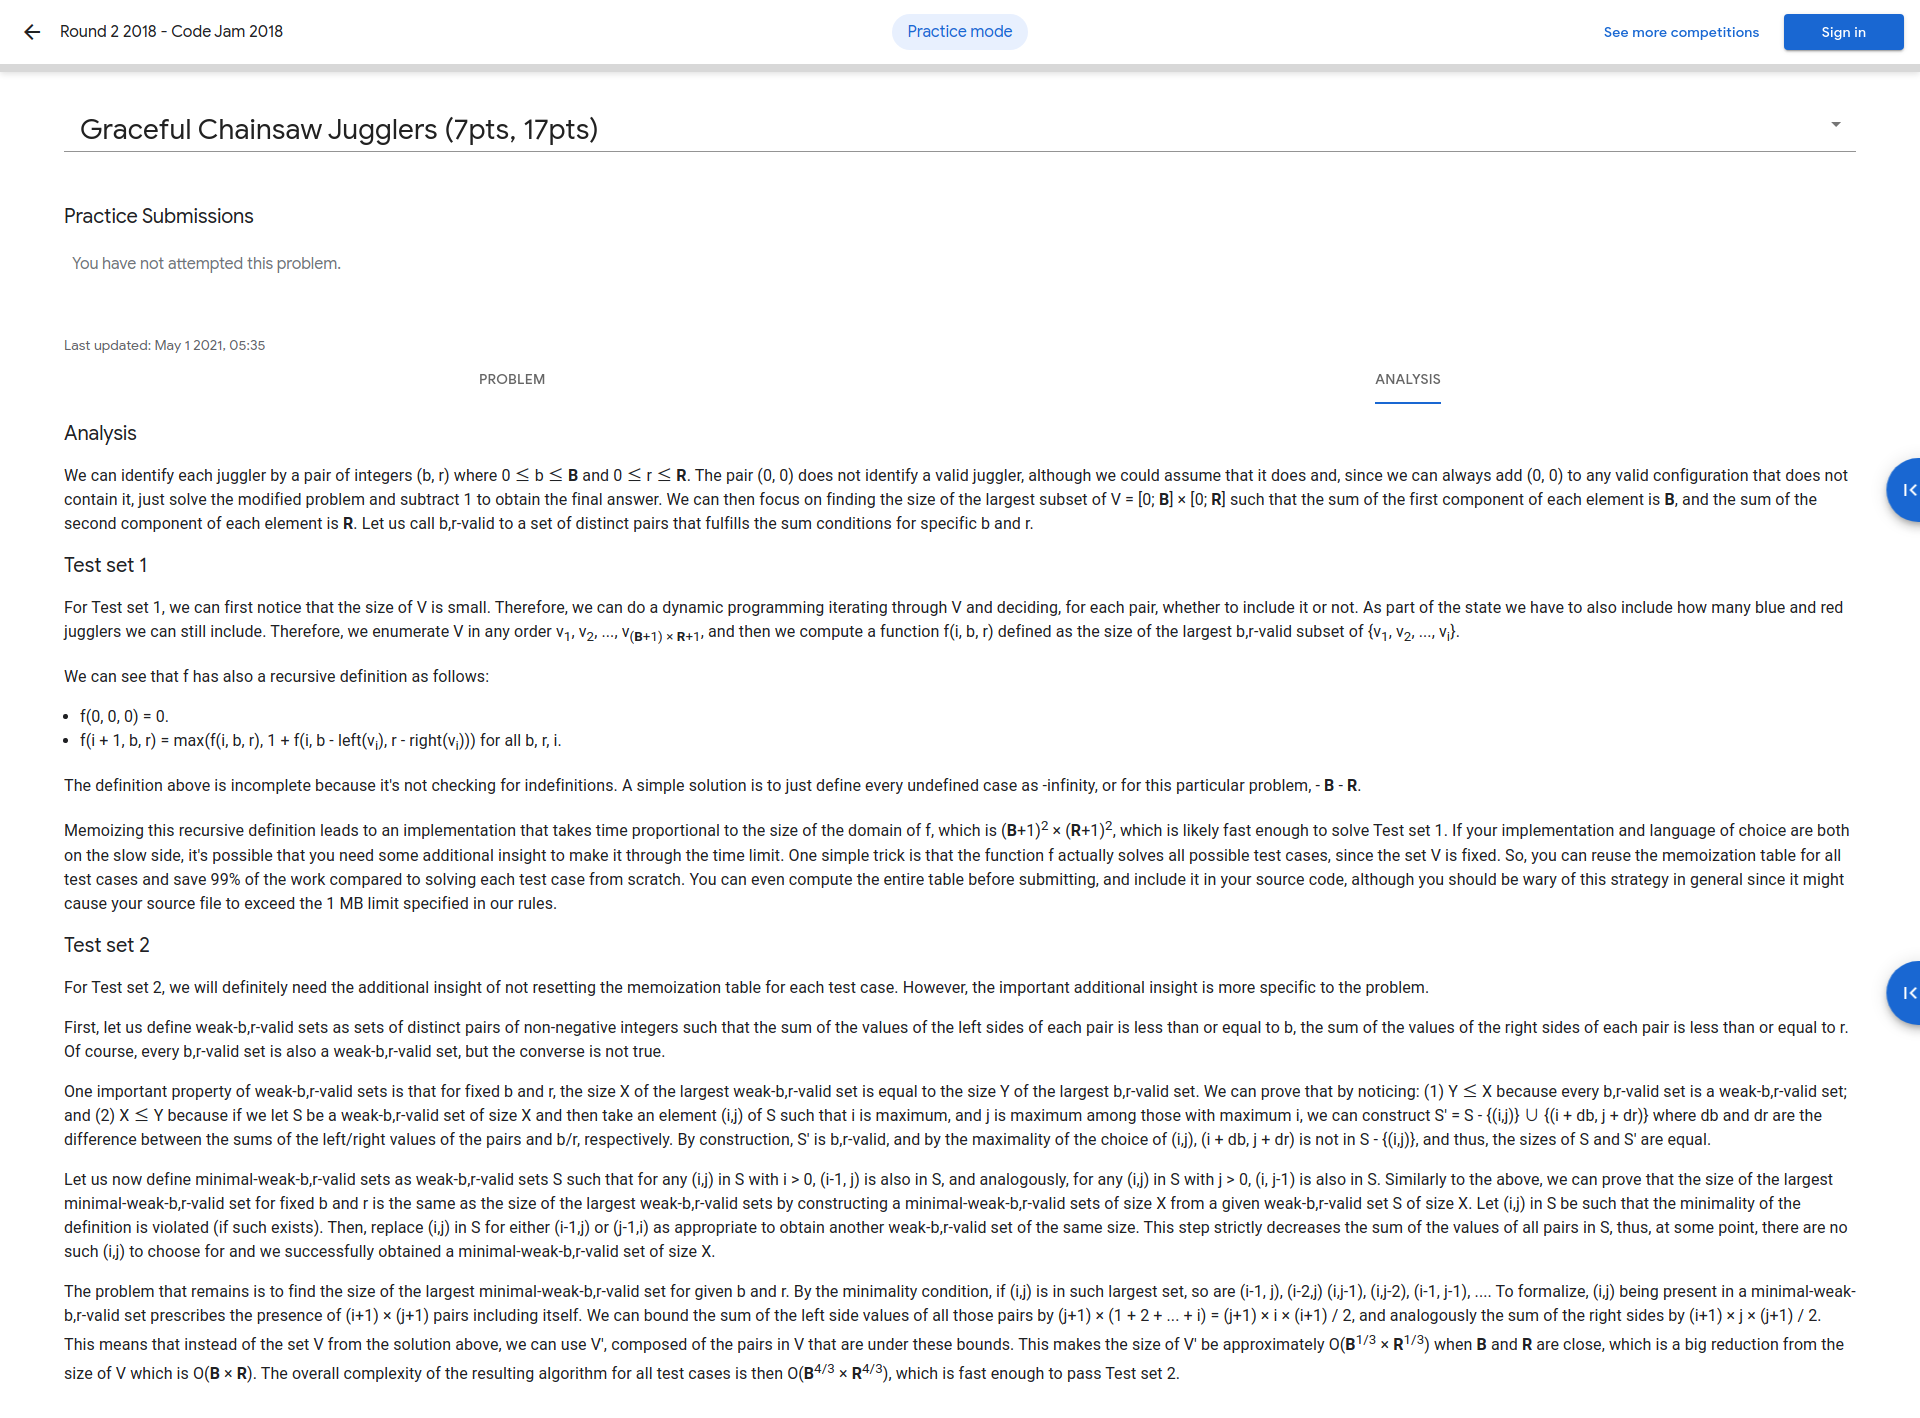 Round 2 2018 - Code Jam 2018
Practice mode
See more competitions
Sign in
Graceful Chainsaw Jugglers (7pts, 17pts)
Practice Submissions
You have not attempted this problem.
Last updated: May 1 2021, 05:35
PROBLEM
ANALYSIS
Analysis
We can identify each juggler by a pair of integers (b, r) where 0 ≤ b ≤ B and 0 ≤ r ≤ R. The pair (0, 0) does not identify a valid juggler, although we could assume that it does and, since we can always add (0, 0) to any valid configuration that does not
contain it, just solve the modified problem and subtract 1 to obtain the final answer. We can then focus on finding the size of the largest subset of V = [0; B] × [0; R] such that the sum of the first component of each element is B, and the sum of the
second component of each element is R. Let us call b,r-valid to a set of distinct pairs that fulfills the sum conditions for specific b and r.
Test set 1
For Test set 1, we can first notice that the size of V is small. Therefore, we can do a dynamic programming iterating through V and deciding, for each pair, whether to include it or not. As part of the state we have to also include how many blue and red
jugglers we can still include. Therefore, we enumerate V in any order v1, v2, ..., v(B+1) × R+1, and then we compute a function f(i, b, r) defined as the size of the largest b,r-valid subset of {v1, v2, ..., vi}.
We can see that f has also a recursive definition as follows:
• f(0, 0, 0) = 0.
• f(i + 1, b, r) = max(f(i, b, r), 1 + f(i, b - left(vi), r - right(vi))) for all b, r, i.
The definition above is incomplete because it's not checking for indefinitions. A simple solution is to just define every undefined case as -infinity, or for this particular problem, - B - R.
Memoizing this recursive definition leads to an implementation that takes time proportional to the size of the domain of f, which is (B+1)2 × (R+1)2, which is likely fast enough to solve Test set 1. If your implementation and language of choice are both
on the slow side, it's possible that you need some additional insight to make it through the time limit. One simple trick is that the function f actually solves all possible test cases, since the set V is fixed. So, you can reuse the memoization table for all
test cases and save 99% of the work compared to solving each test case from scratch. You can even compute the entire table before submitting, and include it in your source code, although you should be wary of this strategy in general since it might
cause your source file to exceed the 1 MB limit specified in our rules.
Test set 2
For Test set 2, we will definitely need the additional insight of not resetting the memoization table for each test case. However, the important additional insight is more specific to the problem.
First, let us define weak-b,r-valid sets as sets of distinct pairs of non-negative integers such that the sum of the values of the left sides of each pair is less than or equal to b, the sum of the values of the right sides of each pair is less than or equal to r.
Of course, every b,r-valid set is also a weak-b,r-valid set, but the converse is not true.
One important property of weak-b,r-valid sets is that for fixed b and r, the size X of the largest weak-b,r-valid set is equal to the size Y of the largest b,r-valid set. We can prove that by noticing: (1) Y ≤ X because every b,r-valid set is a weak-b,r-valid set;
and (2) X ≤ Y because if we let S be a weak-b,r-valid set of size X and then take an element (i,j) of S such that i is maximum, and j is maximum among those with maximum i, we can construct S' = S - {(i,j)} ∪ {(i + db, j + dr)} where db and dr are the
difference between the sums of the left/right values of the pairs and b/r, respectively. By construction, S' is b,r-valid, and by the maximality of the choice of (i,j), (i + db, j + dr) is not in S - {(i,j)}, and thus, the sizes of S and S' are equal.
Let us now define minimal-weak-b,r-valid sets as weak-b,r-valid sets S such that for any (i,j) in S with i > 0, (i-1, j) is also in S, and analogously, for any (i,j) in S with j > 0, (i, j-1) is also in S. Similarly to the above, we can prove that the size of the largest
minimal-weak-b,r-valid set for fixed b and r is the same as the size of the largest weak-b,r-valid sets by constructing a minimal-weak-b,r-valid sets of size X from a given weak-b,r-valid set S of size X. Let (i,j) in S be such that the minimality of the
definition is violated (if such exists). Then, replace (i,j) in S for either (i-1,j) or (j-1,i) as appropriate to obtain another weak-b,r-valid set of the same size. This step strictly decreases the sum of the values of all pairs in S, thus, at some point, there are no
such (i,j) to choose for and we successfully obtained a minimal-weak-b,r-valid set of size X.
The problem that remains is to find the size of the largest minimal-weak-b,r-valid set for given b and r. By the minimality condition, if (i,j) is in such largest set, so are (i-1, j), (i-2,j) (i,j-1), (i,j-2), (i-1, j-1), .... To formalize, (i,j) being present in a minimal-weak-
b,r-valid set prescribes the presence of (i+1) × (j+1) pairs including itself. We can bound the sum of the left side values of all those pairs by (j+1) × (1 + 2 + ... + i) = (j+1) × i × (i+1) / 2, and analogously the sum of the right sides by (i+1) × j × (j+1) / 2.
This means that instead of the set V from the solution above, we can use V', composed of the pairs in V that are under these bounds. This makes the size of V' be approximately O(B1/3 × R1/3) when B and R are close, which is a big reduction from the
size of V which is O(B × R). The overall complexity of the resulting algorithm for all test cases is then O(B4/3 × R4/3), which is fast enough to pass Test set 2.